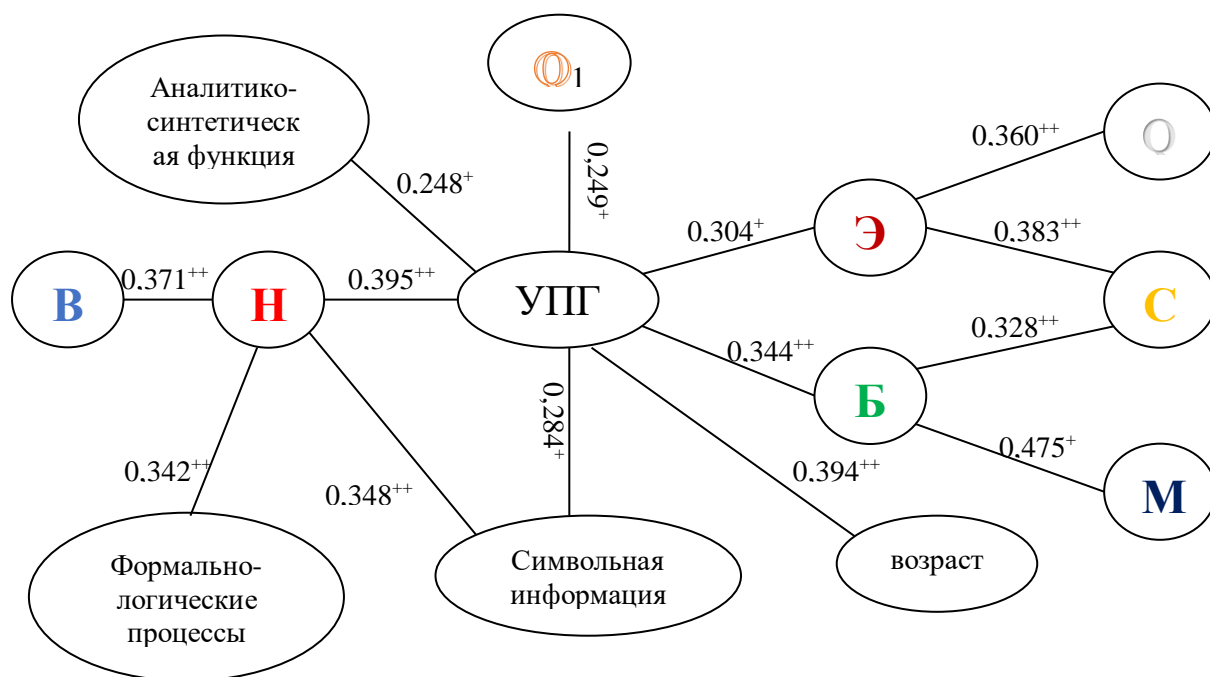 ℚ1
Аналитико-
синтетическ
ая функция
0,248⁺
0,249⁺
0,360⁺⁺
Q
0,304⁺
Э
0,383⁺⁺
В
0,371⁺⁺
Н
0,395⁺⁺
УПГ
С
0,328⁺⁺
0,344⁺⁺
Б
0,475⁺
М
0,284⁺
0,394⁺⁺
0,342⁺⁺
0,348⁺⁺
Формально-
логические
процессы
Символьная
информация
возраст